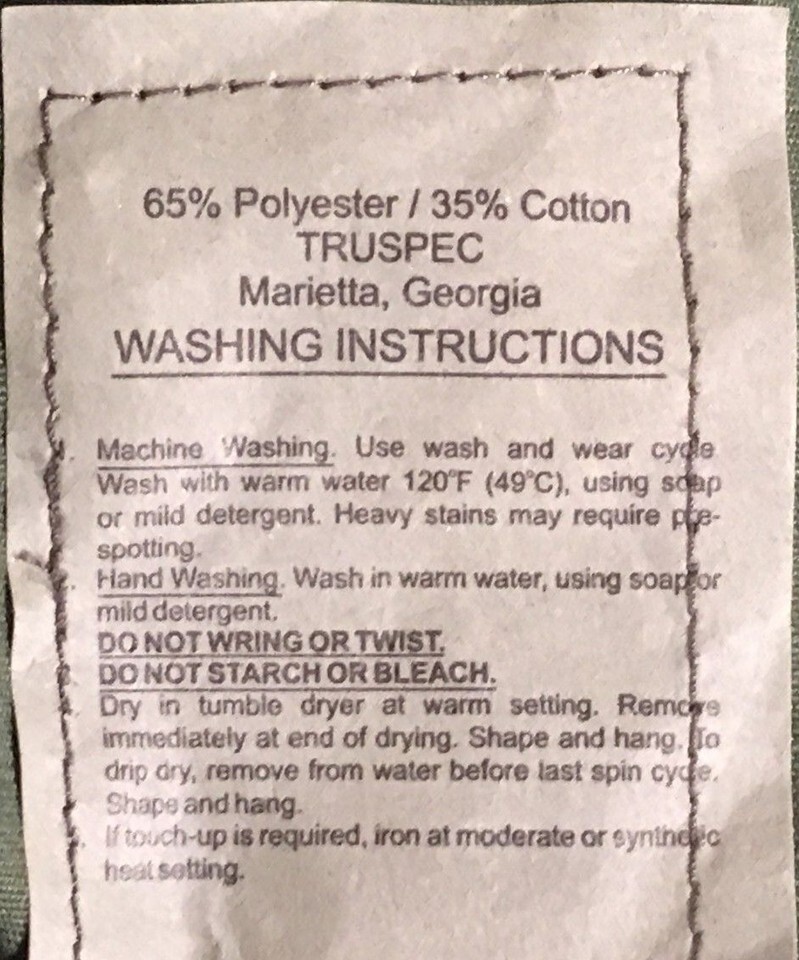 65% Polyester / 35% Cotton
TRUSPEC
Marietta, Georgia
WASHING INSTRUCTIONS
Machine Washing. Use wash and wear cycle
Wash with warm water 120°F (49°C), using soap
or mild detergent. Heavy stains may require pre-
spotting.
Hand Washing. Wash in warm water, using soap or
mild detergent.
DO NOT WRING OR TWIST.
DO NOT STARCH OR BLEACH.
Dry in tumble dryer at warm setting. Remove
immediately at end of drying. Shape and hang. To
drip dry, remove from water before last spin cycle.
Shape and hang.
If touch-up is required, iron at moderate or synthetic
heat setting.